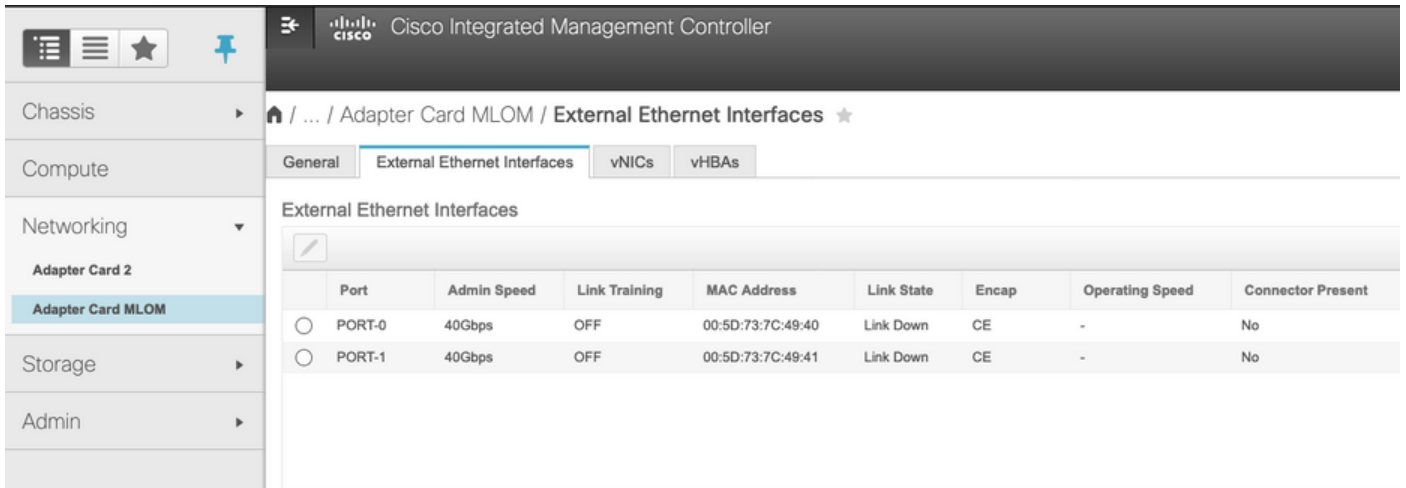 cisco Cisco Integrated Management Controller
/ ... / Adapter Card MLOM / External Ethernet Interfaces
Chassis
Compute
Networking
Adapter Card 2
Adapter Card MLOM
Storage
Admin
General External Ethernet Interfaces vNICs vHBAs
External Ethernet Interfaces
Port Admin Speed Link Training MAC Address Link State Encap Operating Speed Connector Present
PORT-0 40Gbps OFF 00:5D:73:7C:49:40 Link Down CE - No
PORT-1 40Gbps OFF 00:5D:73:7C:49:41 Link Down CE - No